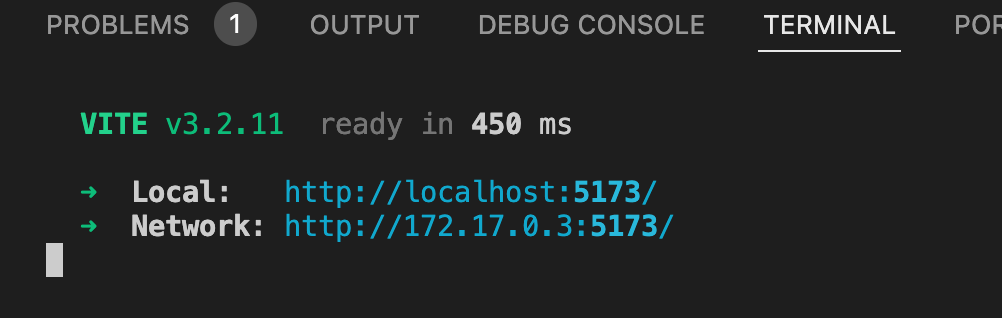 PROBLEMS 1 OUTPUT DEBUG CONSOLE TERMINAL POR
VITE v3.2.11 ready in 450 ms
➜ Local: http://localhost:5173/
➜ Network: http://172.17.0.3:5173/